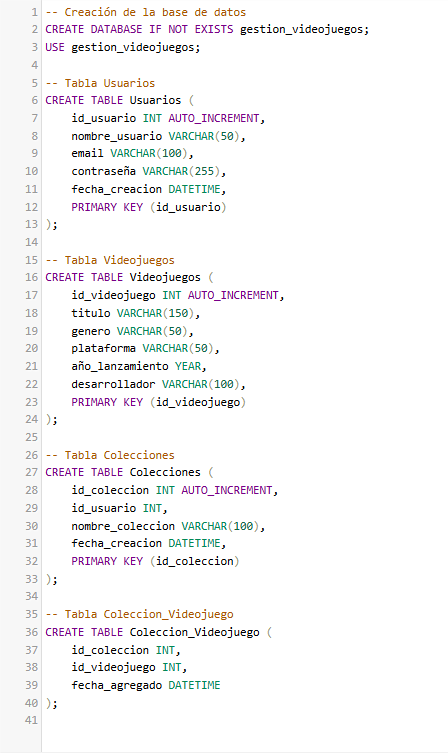 1 -- Creación de la base de datos
2 CREATE DATABASE IF NOT EXISTS gestion_videojuegos;
3 USE gestion_videojuegos;
4
5 -- Tabla Usuarios
6 CREATE TABLE Usuarios (
7     id_usuario INT AUTO_INCREMENT,
8     nombre_usuario VARCHAR(50),
9     email VARCHAR(100),
10     contraseña VARCHAR(255),
11     fecha_creacion DATETIME,
12     PRIMARY KEY (id_usuario)
13 );
14
15 -- Tabla Videojuegos
16 CREATE TABLE Videojuegos (
17     id_videojuego INT AUTO_INCREMENT,
18     titulo VARCHAR(150),
19     genero VARCHAR(50),
20     plataforma VARCHAR(50),
21     año_lanzamiento YEAR,
22     desarrollador VARCHAR(100),
23     PRIMARY KEY (id_videojuego)
24 );
25
26 -- Tabla Colecciones
27 CREATE TABLE Colecciones (
28     id_coleccion INT AUTO_INCREMENT,
29     id_usuario INT,
30     nombre_coleccion VARCHAR(100),
31     fecha_creacion DATETIME,
32     PRIMARY KEY (id_coleccion)
33 );
34
35 -- Tabla Coleccion_Videojuego
36 CREATE TABLE Coleccion_Videojuego (
37     id_coleccion INT,
38     id_videojuego INT,
39     fecha_agregado DATETIME
40 );
41